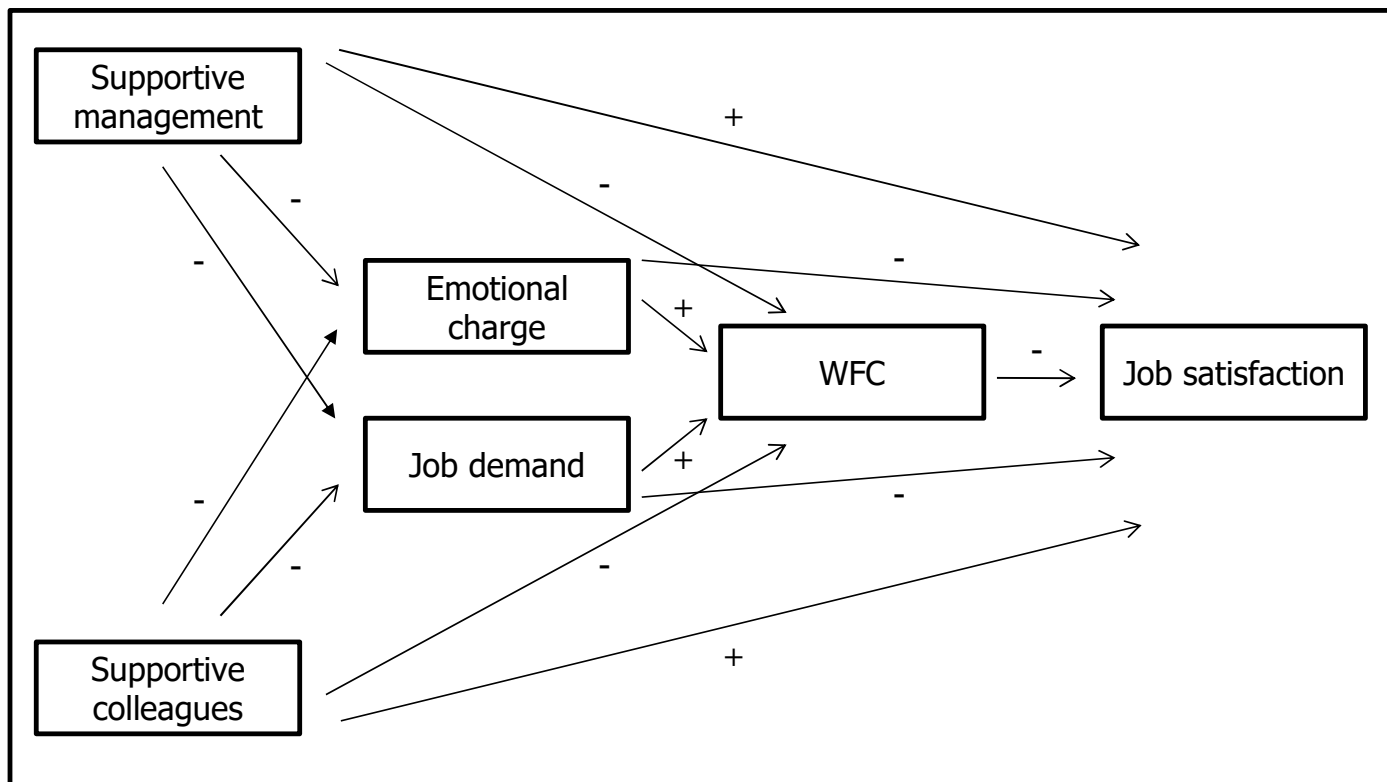 Supportive
management
+
-
-
-
Emotional
charge
-
+
WFC
-
Job satisfaction
Job demand
+
-
-
-
-
Supportive
colleagues
+